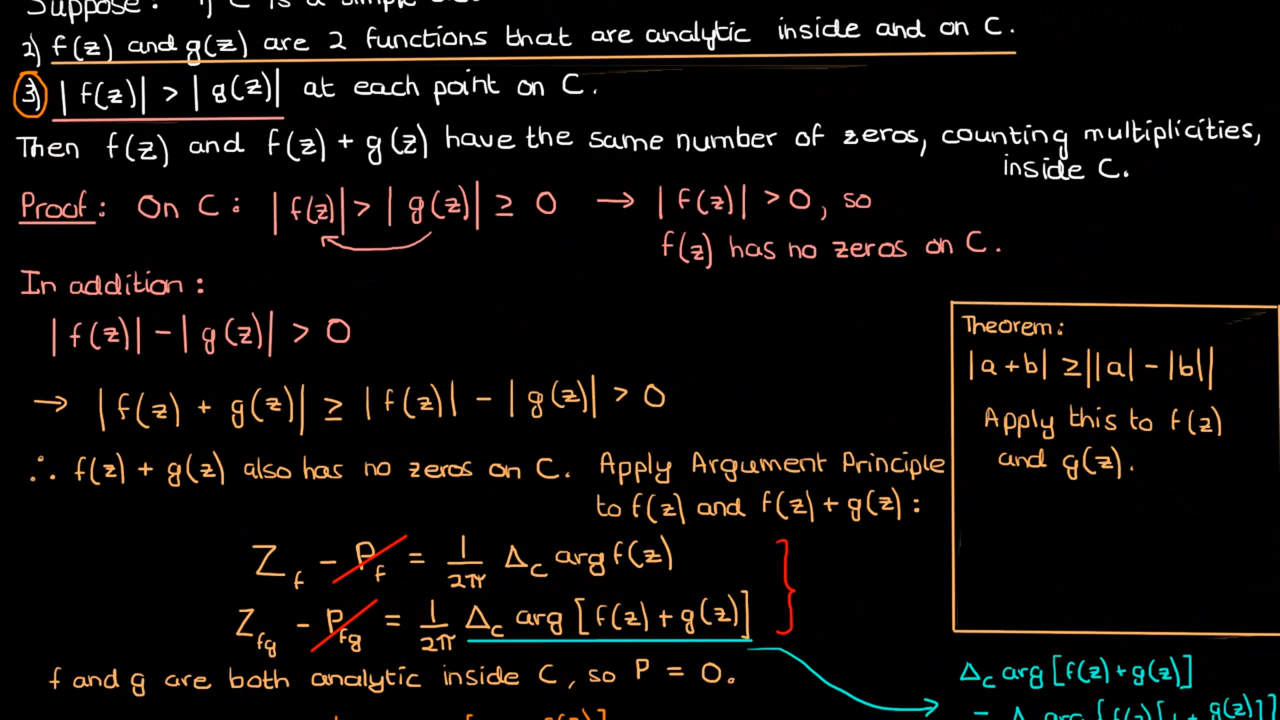 Suppose: 1) C is a simple
2) f(z) and g(z) are 2 functions that are analytic inside and on C.
3) |f(z)| > |g(z)| at each point on C.
Then f(z) and f(z) + g(z) have the same number of zeros, counting multiplicities,
inside C.
Proof: On C: |f(z)| > |g(z)| ≥ 0 → |f(z)| > 0, so
f(z) has no zeros on C.
In addition:
|f(z)| - |g(z)| > 0
→ |f(z) + g(z)| ≥ |f(z)| - |g(z)| > 0
∴ f(z) + g(z) also has no zeros on C. Apply Argument Principle
to f(z) and f(z) + g(z):
Z_f - P_f = 1/2π Δ_C arg f(z)
Z_fg - P_fg = 1/2π Δ_C arg [f(z) + g(z)]
f and g are both analytic inside C, so P = 0.
Theorem:
|a + b| ≥ ||a| - |b||
Apply this to f(z)
and g(z).
Δ_C arg [f(z) + g(z)]